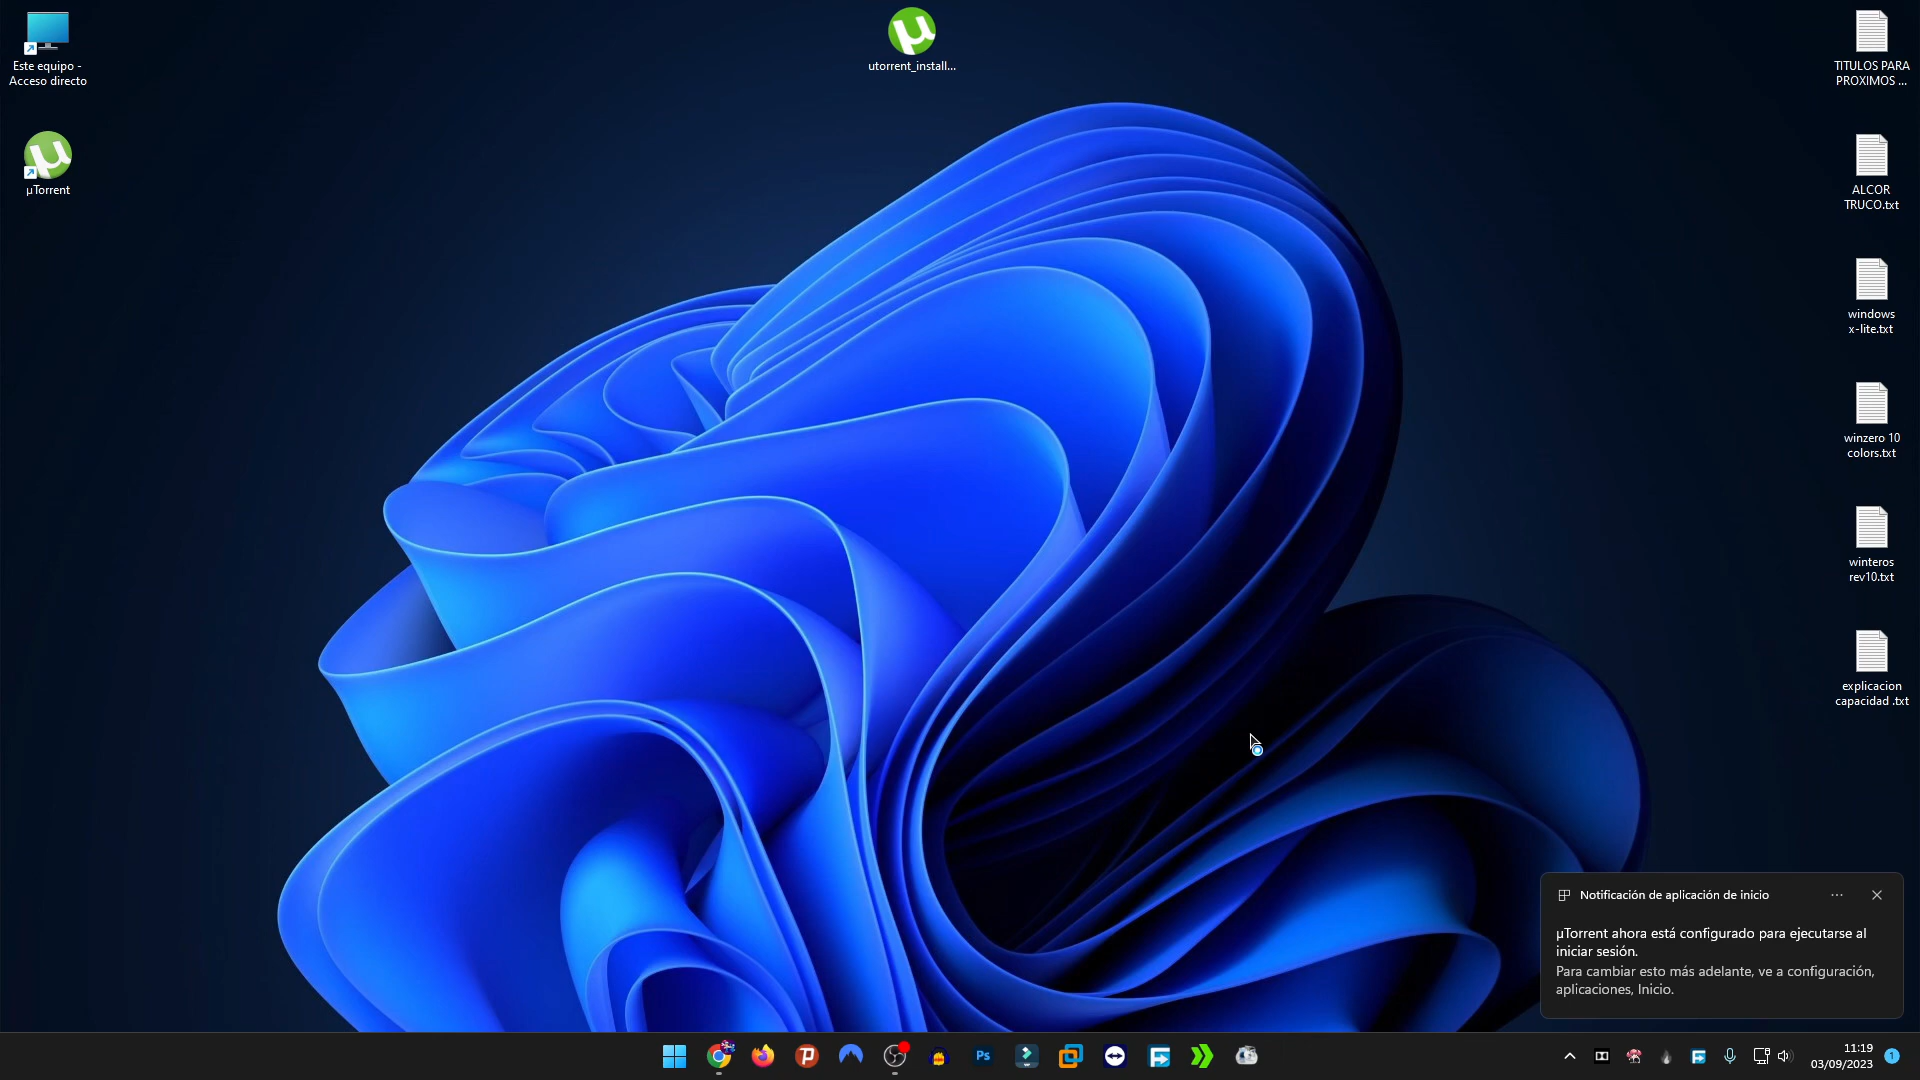 Este equipo -
Acceso directo
µTorrent
utorrent_install...
TITULOS PARA
PROXIMOS ...
ALCOR
TRUCO.txt
windows
x-lite.txt
winzero 10
colors.txt
winteros
rev10.txt
explicacion
capacidad .txt
Notificación de aplicación de inicio
µTorrent ahora está configurado para ejecutarse al
iniciar sesión.
Para cambiar esto más adelante, ve a configuración,
aplicaciones, Inicio.
Ps
11:19
03/09/2023
1